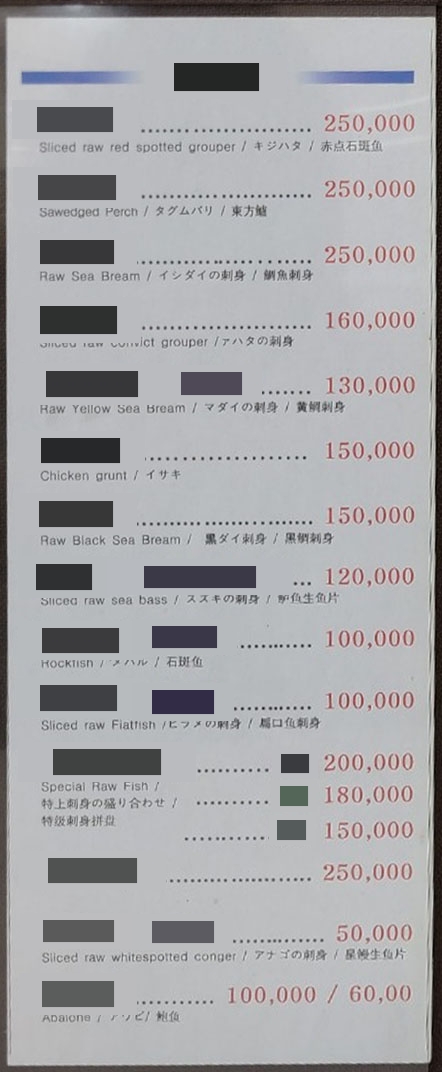 250,000
Sliced raw red spotted grouper / キジハタ / 赤点石斑魚
250,000
Sawedged Perch / タグムバリ / 東方鱸
250,000
Raw Sea Bream / イシダイの刺身 / 鯛魚刺身
160,000
Sliced raw convict grouper /ァハタの刺身
130,000
Raw Yellow Sea Bream / マダイの刺身 / 黄鯛刺身
150,000
Chicken grunt / イサキ
150,000
Raw Black Sea Bream / 黒ダイ刺身 / 黒鯛刺身
120,000
Sliced raw sea bass / スズキの刺身 / 鲈鱼生鱼片
100,000
Rockfish / メバル / 石斑鱼
100,000
Sliced raw Flatfish /ヒラメの刺身 / 扁口鱼刺身
200,000
Special Raw Fish /
特上刺身の盛り合わせ / 180,000
特级刺身拼盘
150,000
250,000
50,000
Sliced raw whitespotted conger / アナゴの刺身 / 星鳗生鱼片
100,000 / 60,00
Abalone / 鲍鱼